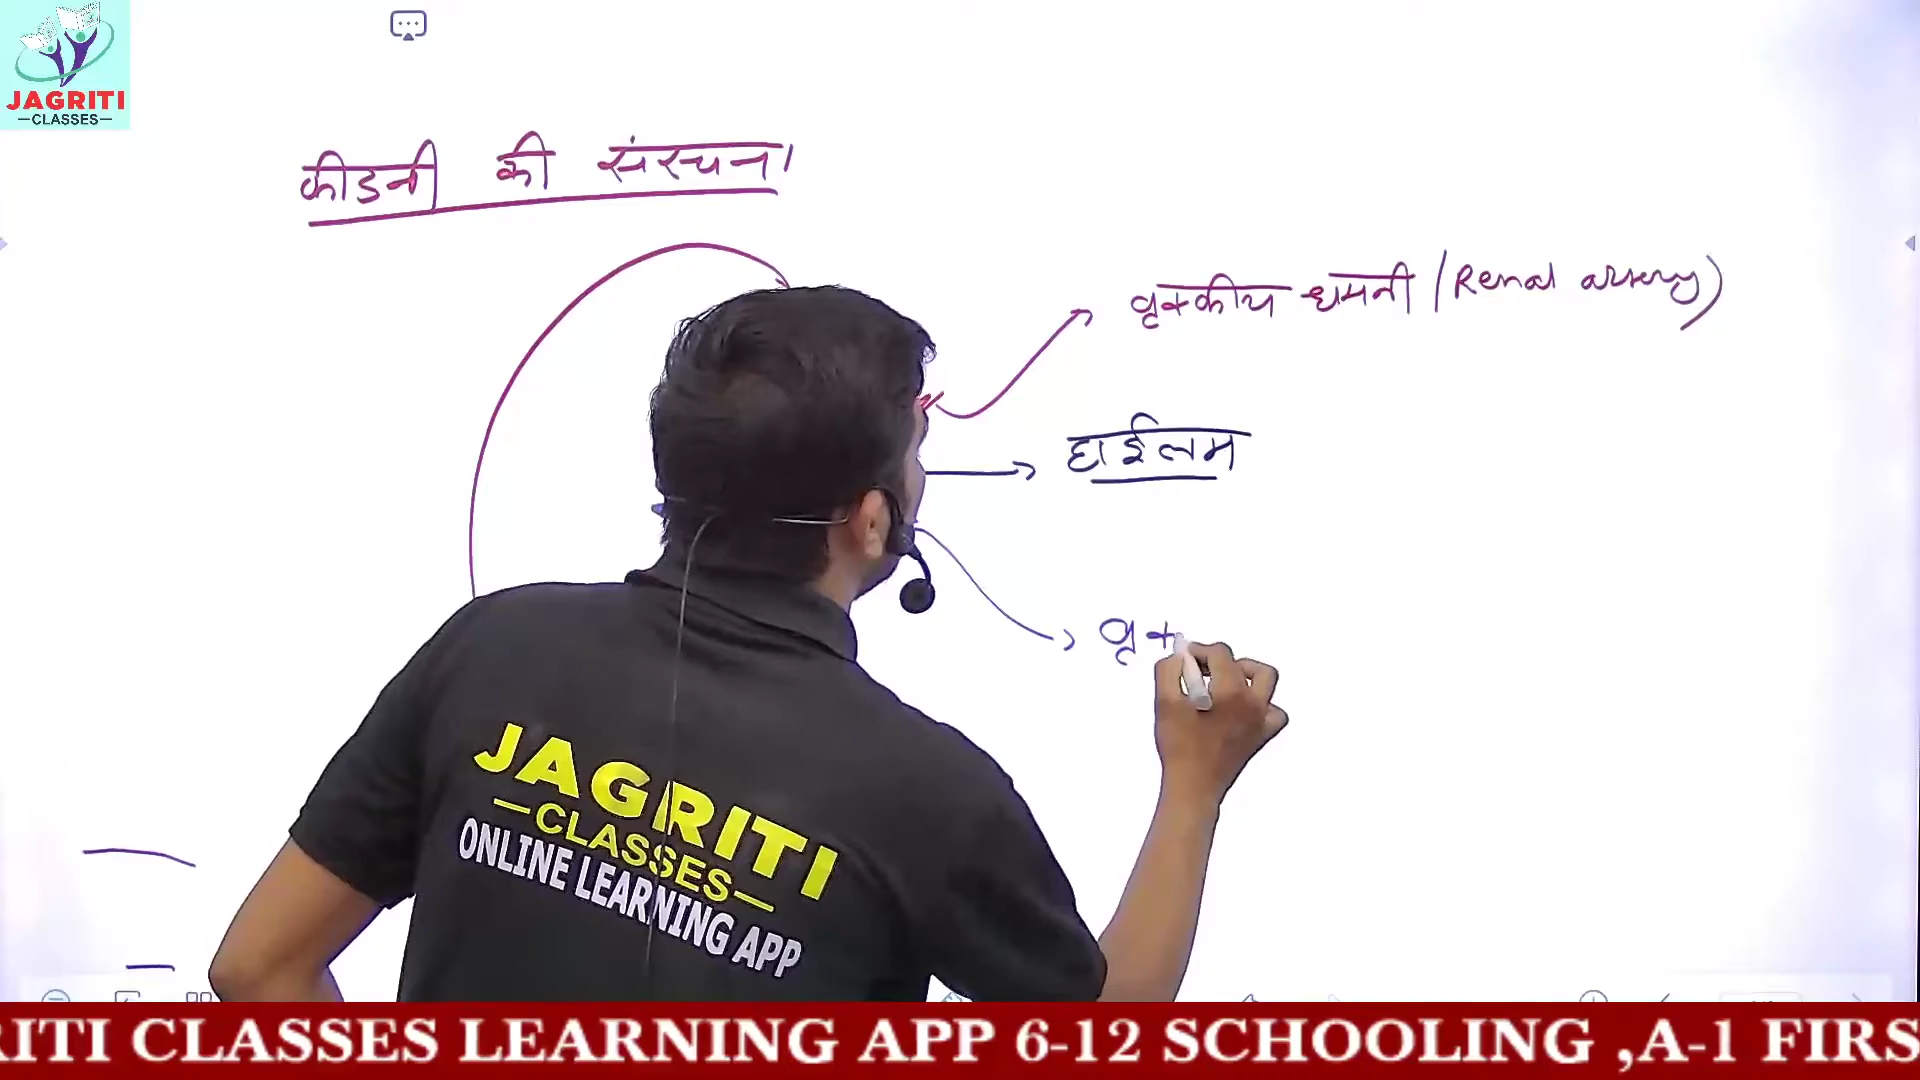 JAGRITI
—CLASSES—
कीडनी की संरचना
वृक्कीय धमनी / Renal artery)
हाईलम
वृक
JAGRITI
—CLASSES—
ONLINE LEARNING APP
RITI CLASSES LEARNING APP 6-12 SCHOOLING ,A-1 FIRS